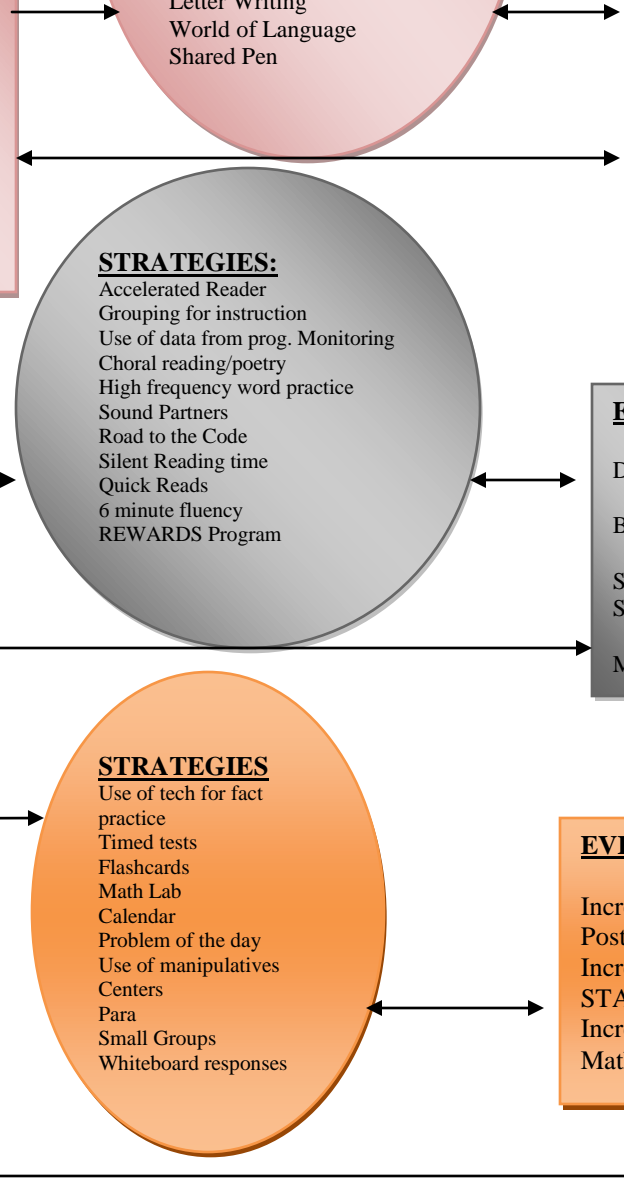 Letter Writing
World of Language
Shared Pen
STRATEGIES:
Accelerated Reader
Grouping for instruction
Use of data from prog. Monitoring
Choral reading/poetry
High frequency word practice
Sound Partners
Road to the Code
Silent Reading time
Quick Reads
6 minute fluency
REWARDS Program
STRATEGIES
Use of tech for fact
practice
Timed tests
Flashcards
Math Lab
Calendar
Problem of the day
Use of manipulatives
Centers
Para
Small Groups
Whiteboard responses